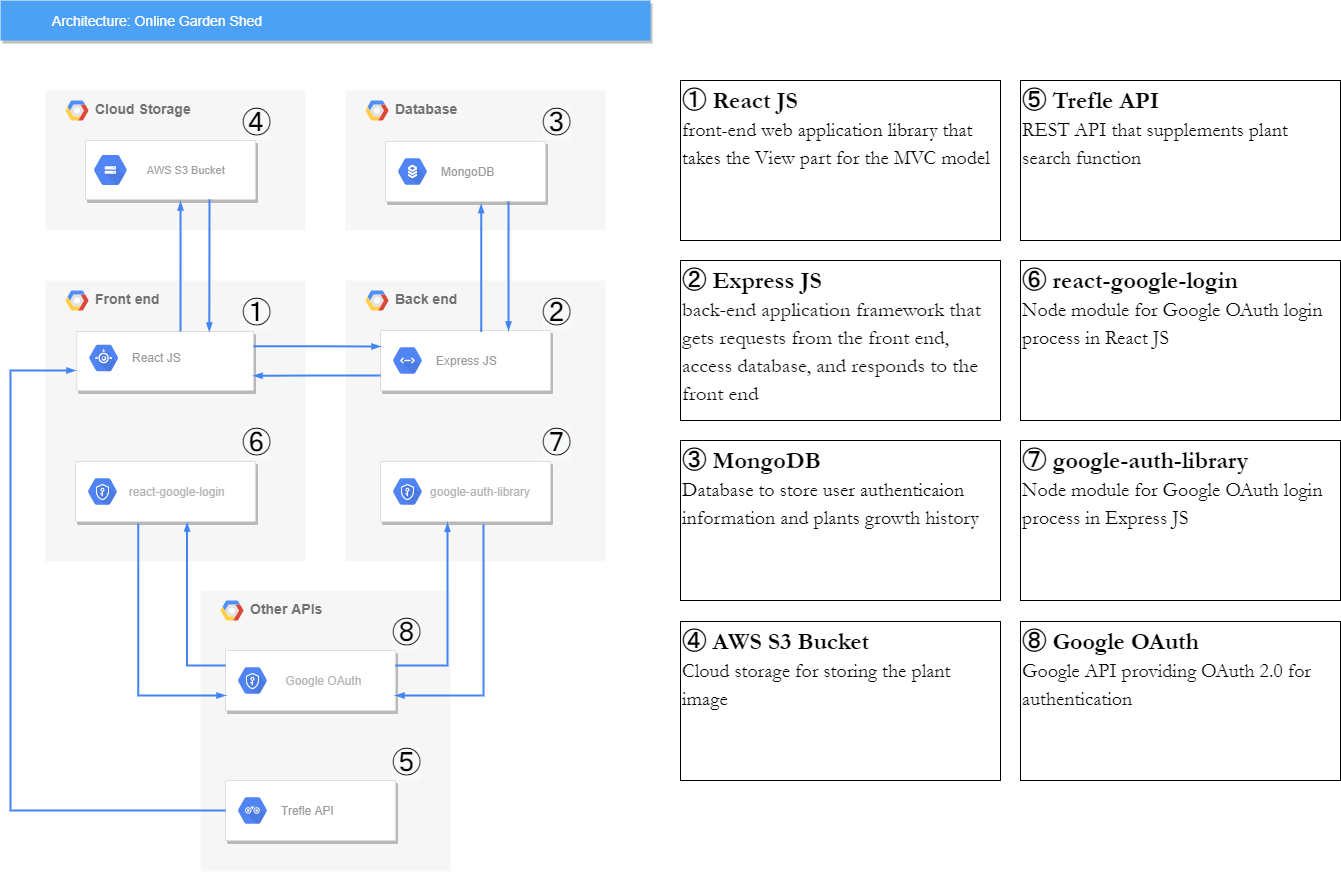 Architecture: Online Garden Shed
Cloud Storage
④
AWS S3 Bucket
Database
③
MongoDB
Front end
①
React JS
Back end
②
Express JS
⑥
react-google-login
⑦
google-auth-library
Other APIs
⑧
Google OAuth
⑤
Trefle API
① React JS
front-end web application library that
takes the View part for the MVC model
② Express JS
back-end application framework that
gets requests from the front end,
access database, and responds to the
front end
③ MongoDB
Database to store user authenticaion
information and plants growth history
④ AWS S3 Bucket
Cloud storage for storing the plant
image
⑤ Trefle API
REST API that supplements plant
search function
⑥ react-google-login
Node module for Google OAuth login
process in React JS
⑦ google-auth-library
Node module for Google OAuth login
process in Express JS
⑧ Google OAuth
Google API providing OAuth 2.0 for
authentication